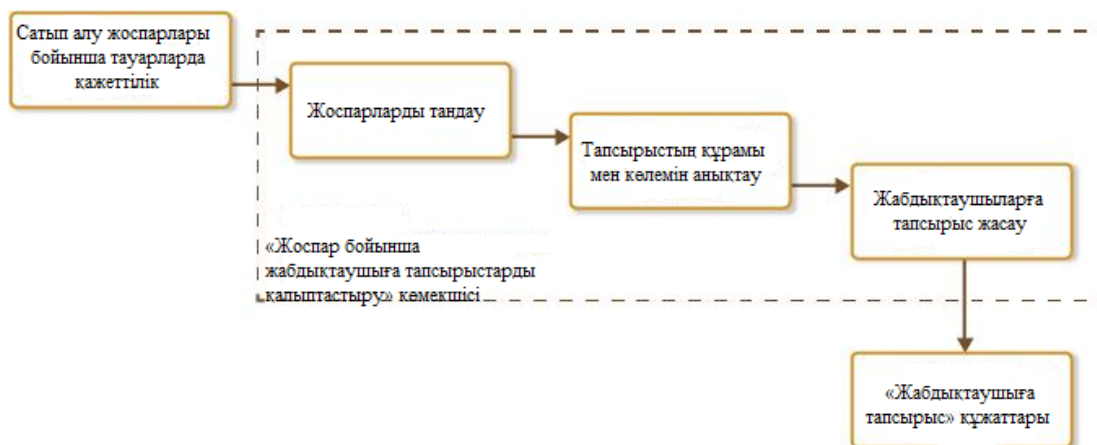 Сатып алу жоспарлары
бойынша тауарларда
қажеттілік
Жоспарларды тандау
Тапсырыстың құрамы
мен көлемін анықтау
Жабдықтаушыларға
тапсырыс жасау
«Жоспар бойынша
жабдықтаушыға тапсырыстарды
қалыптастыру» көмекшісі
«Жабдықтаушыға
тапсырыс» құжаттары